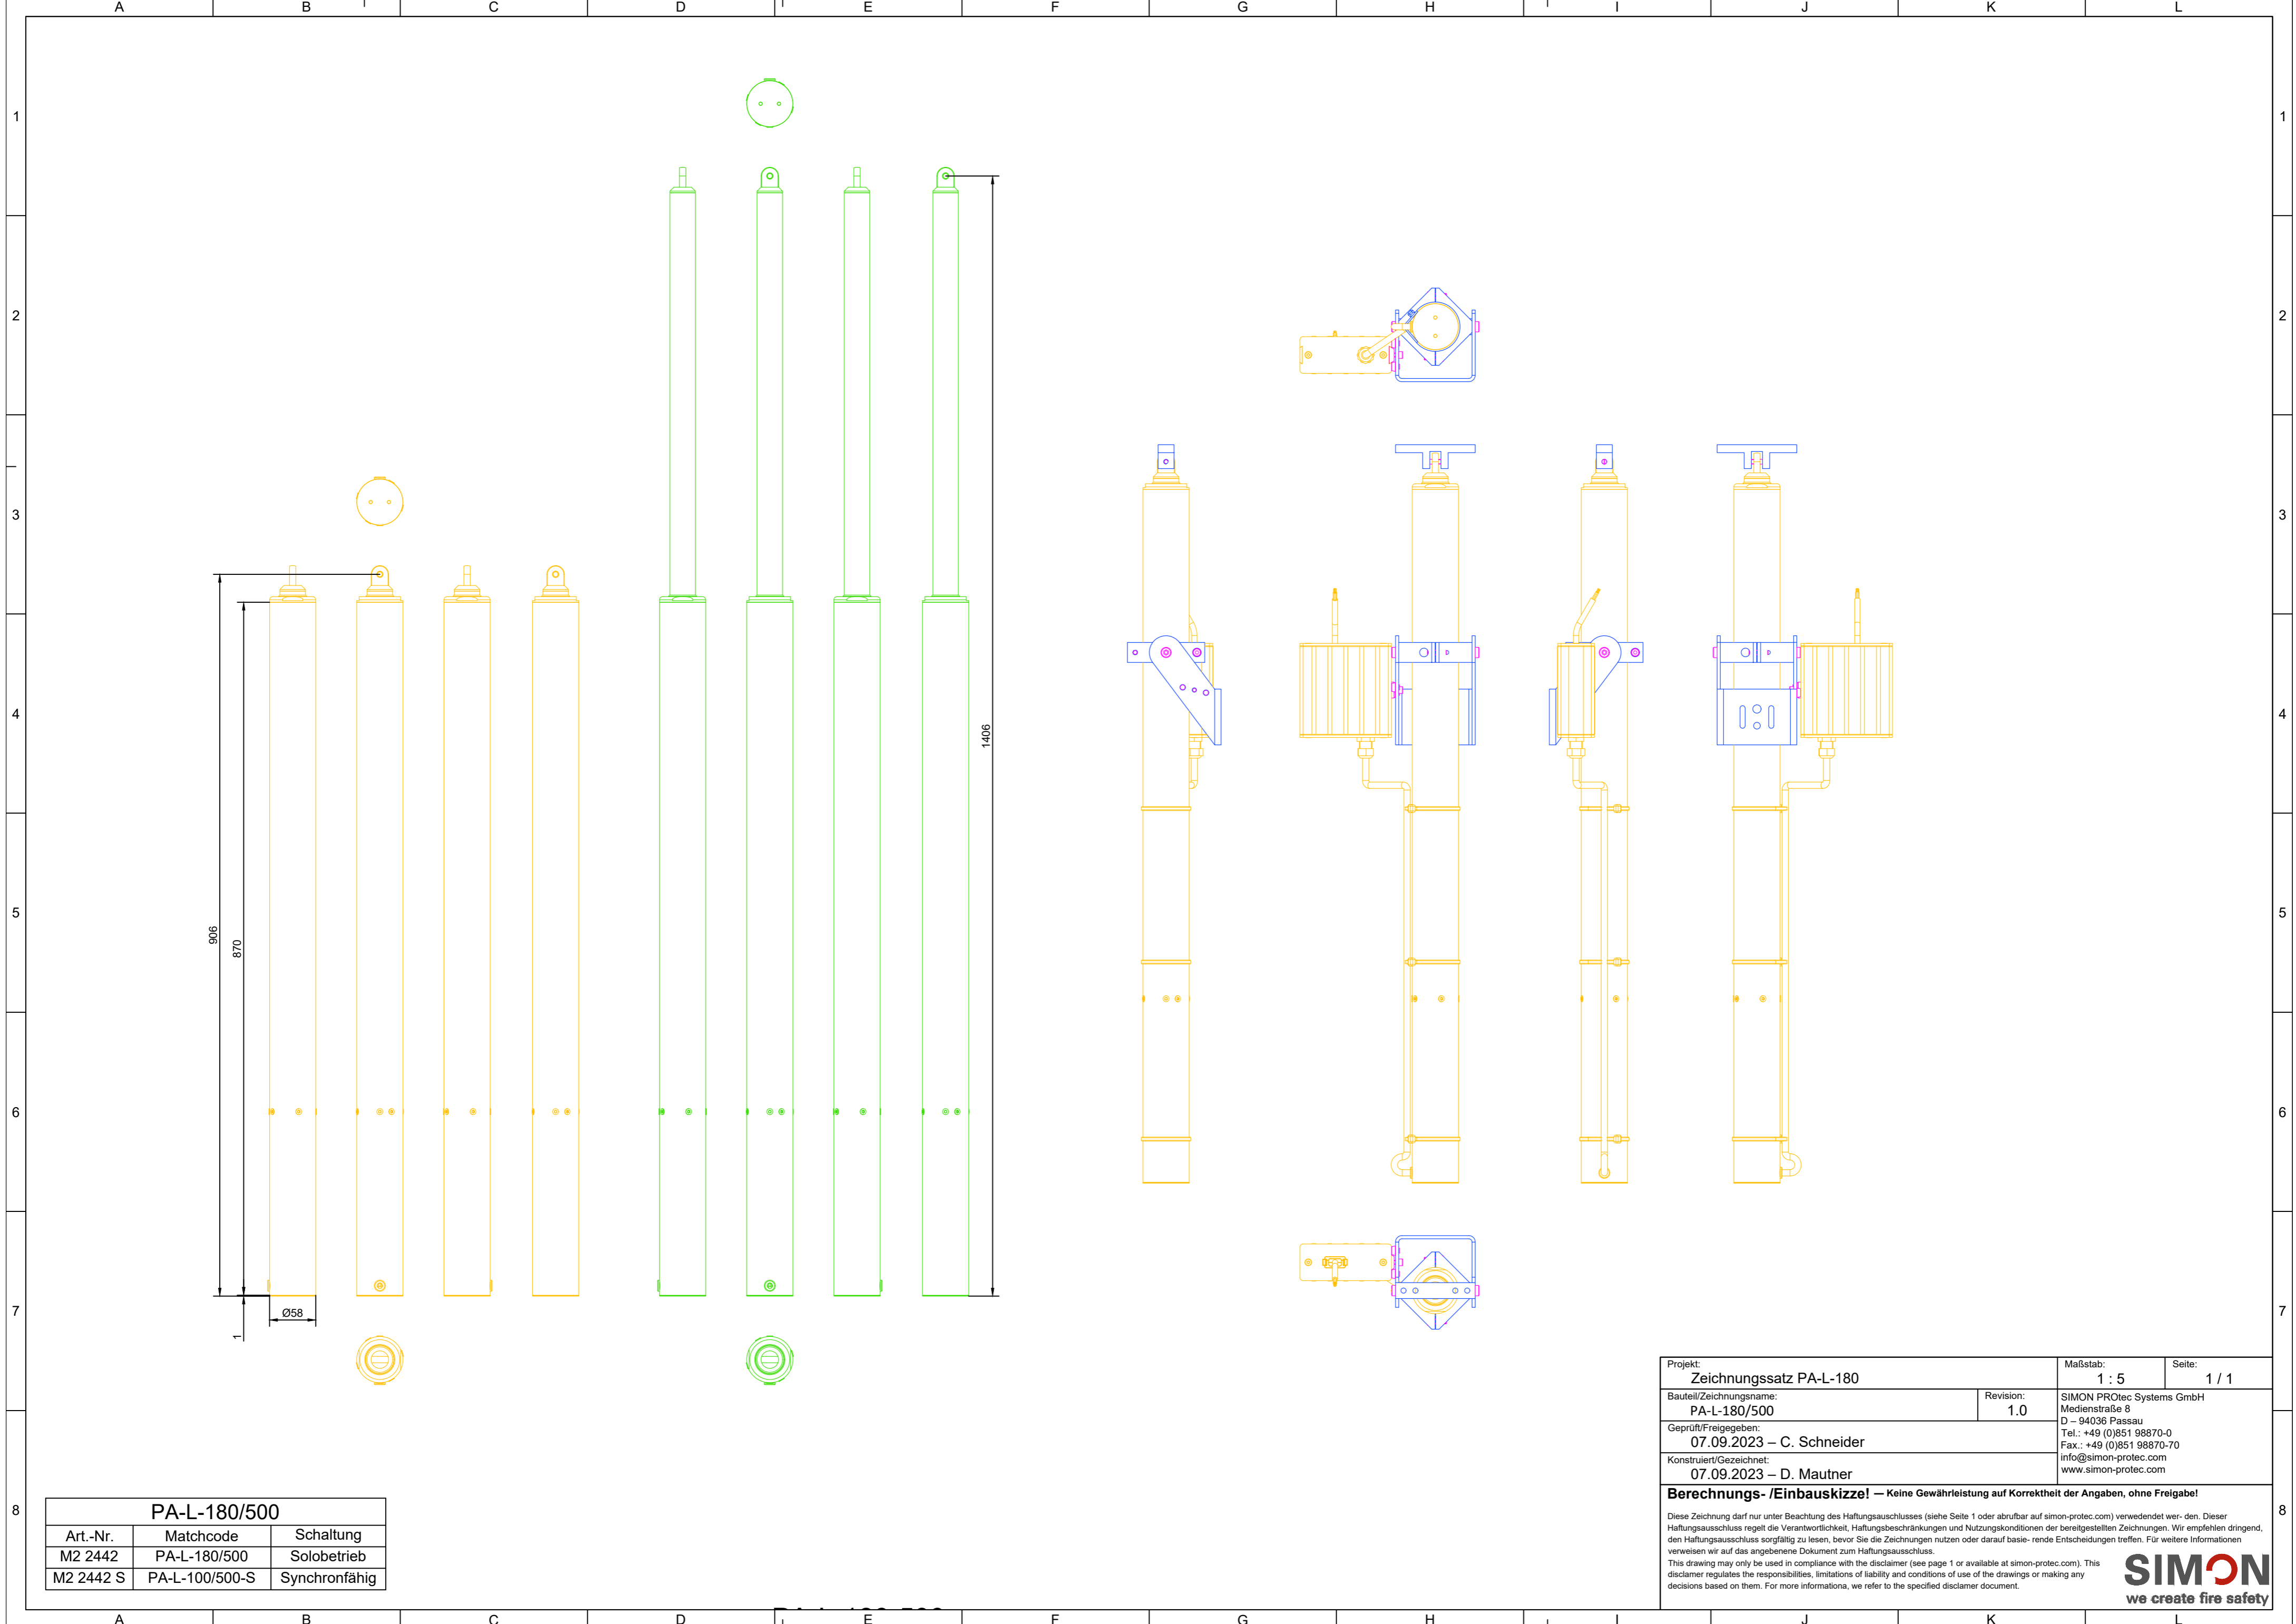 A B C D E F G H I J K L
1 1
2 2
3 3
4 4
5 5
6 6
7 7
8 8
906
870
1
Ø58
1406
PA-L-180/500
Art.-Nr. Matchcode Schaltung
M2 2442 PA-L-180/500 Solobetrieb
M2 2442 S PA-L-100/500-S Synchronfähig
Projekt:
Zeichnungssatz PA-L-180
Maßstab:
1 : 5
Seite:
1 / 1
Bauteil/Zeichnungsname:
PA-L-180/500
Revision:
1.0
Geprüft/Freigegeben:
07.09.2023 – C. Schneider
Konstruiert/Gezeichnet:
07.09.2023 – D. Mautner
SIMON PROtec Systems GmbH
Medienstraße 8
D – 94036 Passau
Tel.: +49 (0)851 98870-0
Fax.: +49 (0)851 98870-70
info@simon-protec.com
www.simon-protec.com
Berechnungs- /Einbauskizze! — Keine Gewährleistung auf Korrektheit der Angaben, ohne Freigabe!
Diese Zeichnung darf nur unter Beachtung des Haftungsauschlusses (siehe Seite 1 oder abrufbar auf simon-protec.com) verwedendet wer- den. Dieser
Haftungsausschluss regelt die Verantwortlichkeit, Haftungsbeschränkungen und Nutzungskonditionen der bereitgestellten Zeichnungen. Wir empfehlen dringend,
den Haftungsausschluss sorgfältig zu lesen, bevor Sie die Zeichnungen nutzen oder darauf basie- rende Entscheidungen treffen. Für weitere Informationen
verweisen wir auf das angebenene Dokument zum Haftungsausschluss.
This drawing may only be used in compliance with the disclaimer (see page 1 or available at simon-protec.com). This
disclamer regulates the responsibilities, limitations of liability and conditions of use of the drawings or making any
decisions based on them. For more informationa, we refer to the specified disclamer document.
SIMON
we create fire safety
A B C D E F G H I J K L